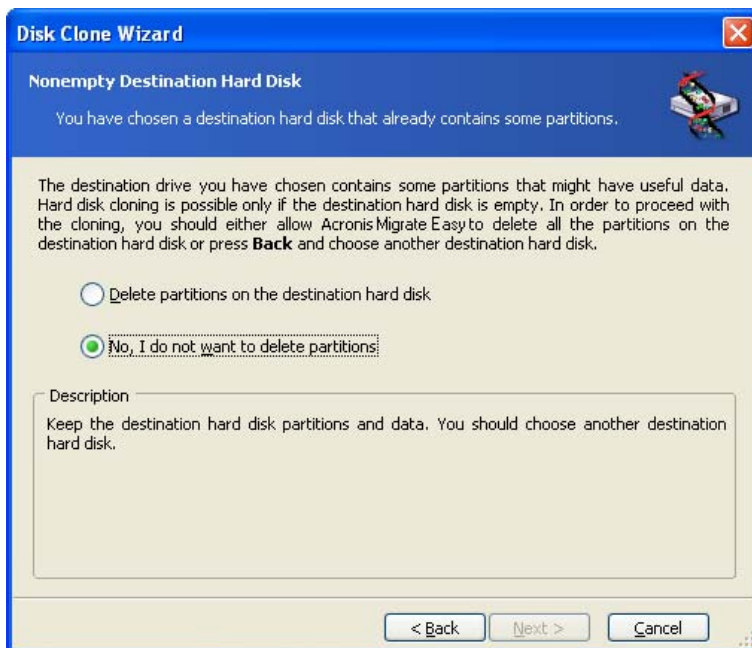 Disk Clone Wizard
Nonempty Destination Hard Disk
You have chosen a destination hard disk that already contains some partitions.
The destination drive you have chosen contains some partitions that might have useful data.
Hard disk cloning is possible only if the destination hard disk is empty. In order to proceed with
the cloning, you should either allow Acronis Migrate Easy to delete all the partitions on the
destination hard disk or press Back and choose another destination hard disk.
Delete partitions on the destination hard disk
No, I do not want to delete partitions
Description
Keep the destination hard disk partitions and data. You should choose another destination
hard disk.
< Back
Next >
Cancel